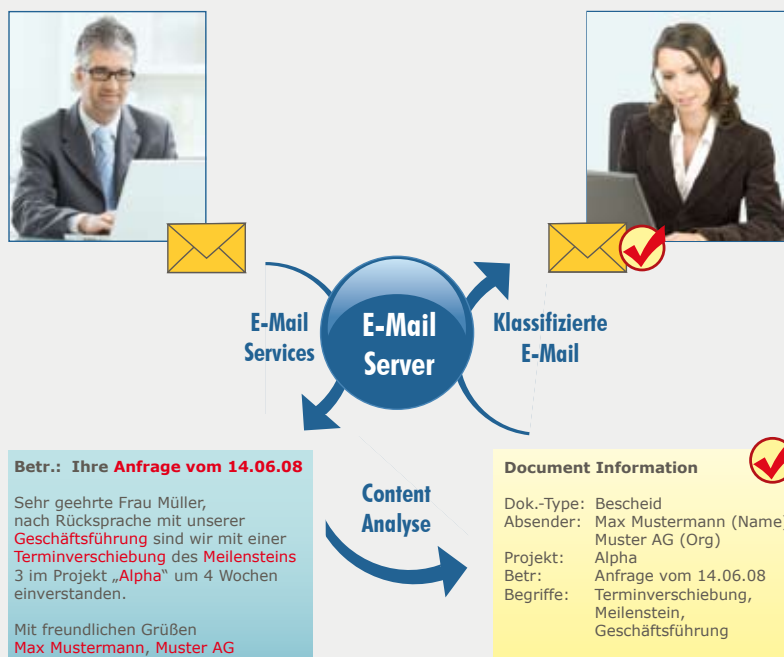 E-Mail
Services
E-Mail
Server
Klassifizierte
E-Mail
Betr.: Ihre Anfrage vom 14.06.08
Sehr geehrte Frau Müller,
nach Rücksprache mit unserer
Geschäftsführung sind wir mit einer
Terminverschiebung des Meilensteins
3 im Projekt „Alpha“ um 4 Wochen
einverstanden.
Mit freundlichen Grüßen
Max Mustermann, Muster AG
Content
Analyse
Document Information
Dok.-Type: Bescheid
Absender: Max Mustermann (Name)
Muster AG (Org)
Projekt: Alpha
Betr: Anfrage vom 14.06.08
Begriffe: Terminverschiebung,
Meilenstein,
Geschäftsführung